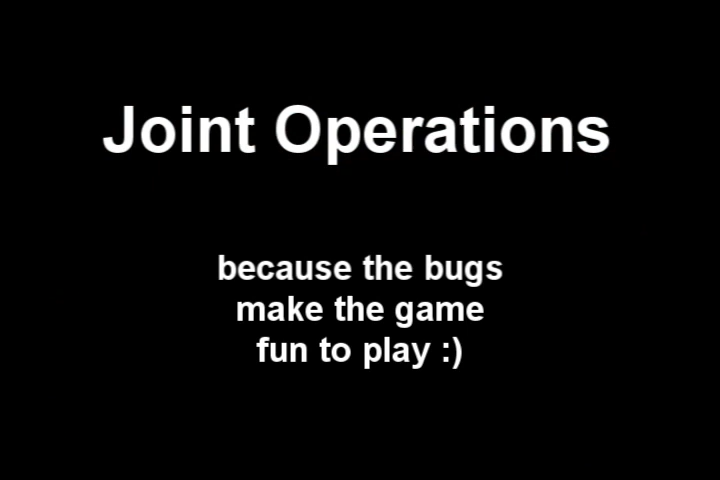 Joint Operations
because the bugs
make the game
fun to play :)